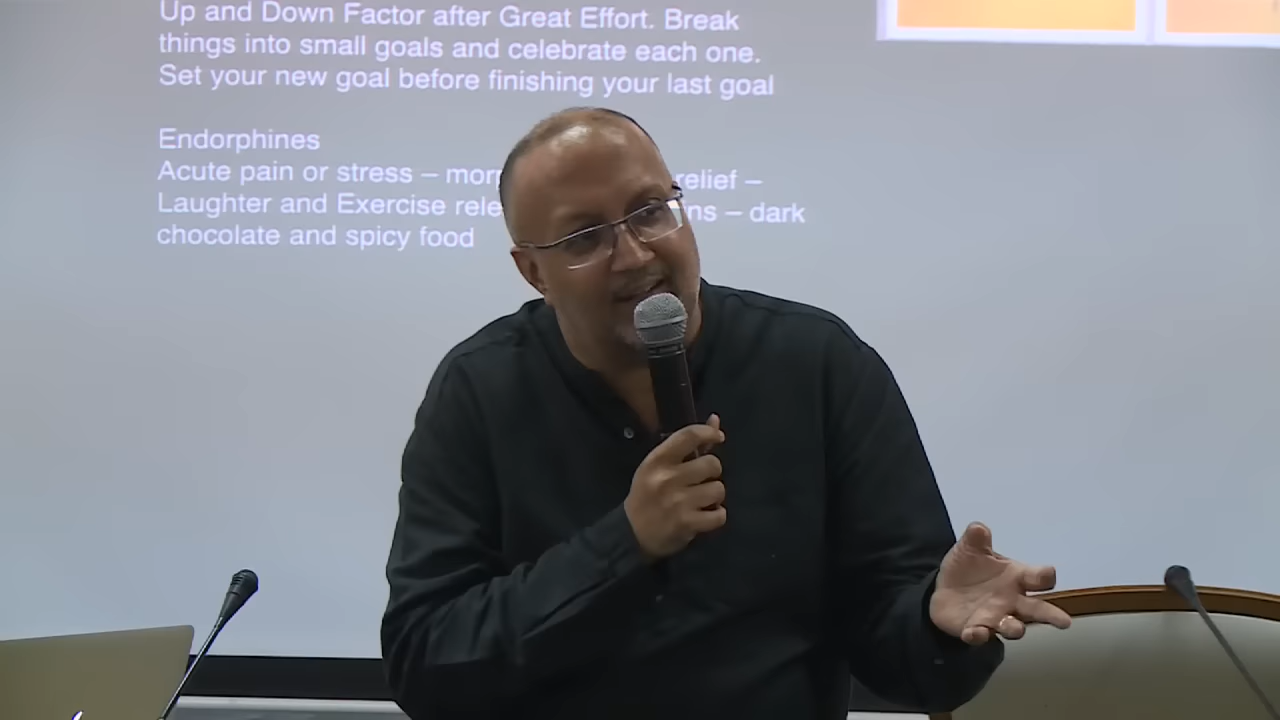 Up and Down Factor after Great Effort. Break
things into small goals and celebrate each one.
Set your new goal before finishing your last goal
Endorphines
Acute pain or stress – relief –
Laughter and Exercise – dark
chocolate and spicy food